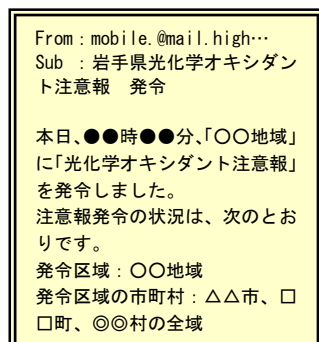 From：mobile.@mail.high…
Sub ：岩手県光化学オキシダン
ト注意報　発令
本日、●●時●●分、「○○地域」
に「光化学オキシダント注意報」
を発令しました。
注意報発令の状況は、次のとお
りです。
発令区域：○○地域
発令区域の市町村：△△市、□
□町、◎◎村の全域